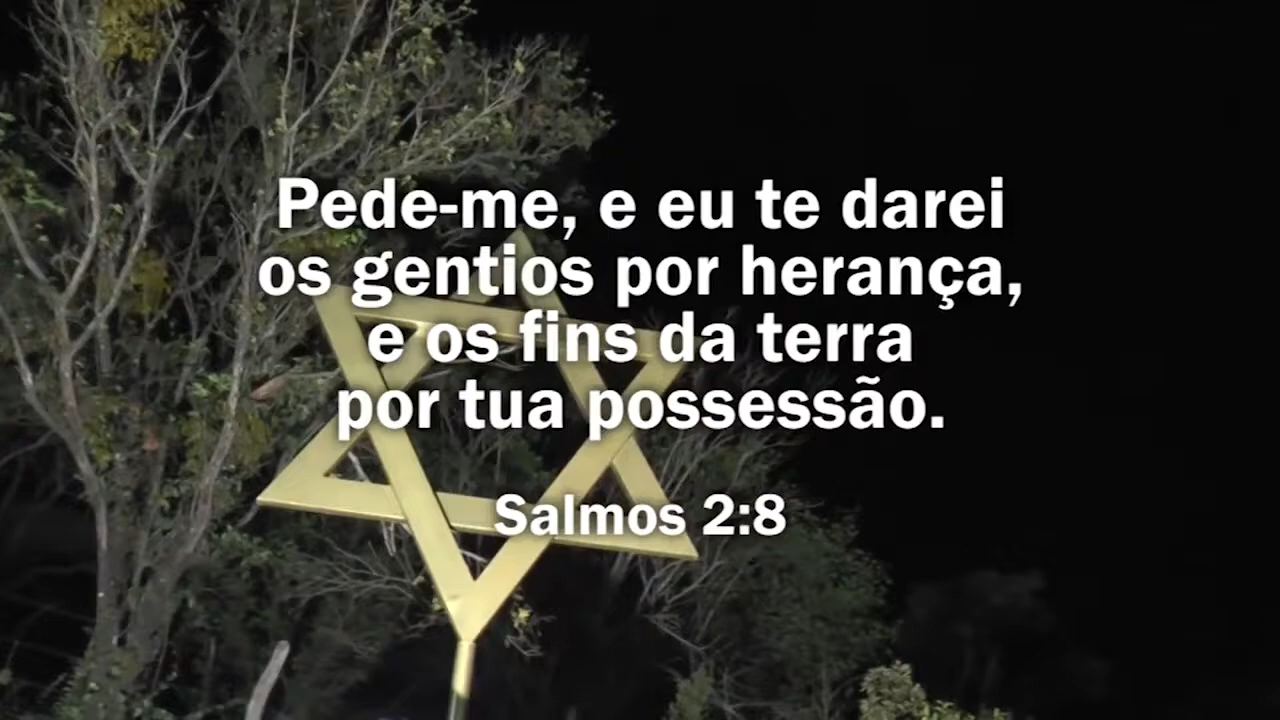 Pede-me, e eu te darei
os gentios por herança,
e os fins da terra
por tua possessão.
Salmos 2:8